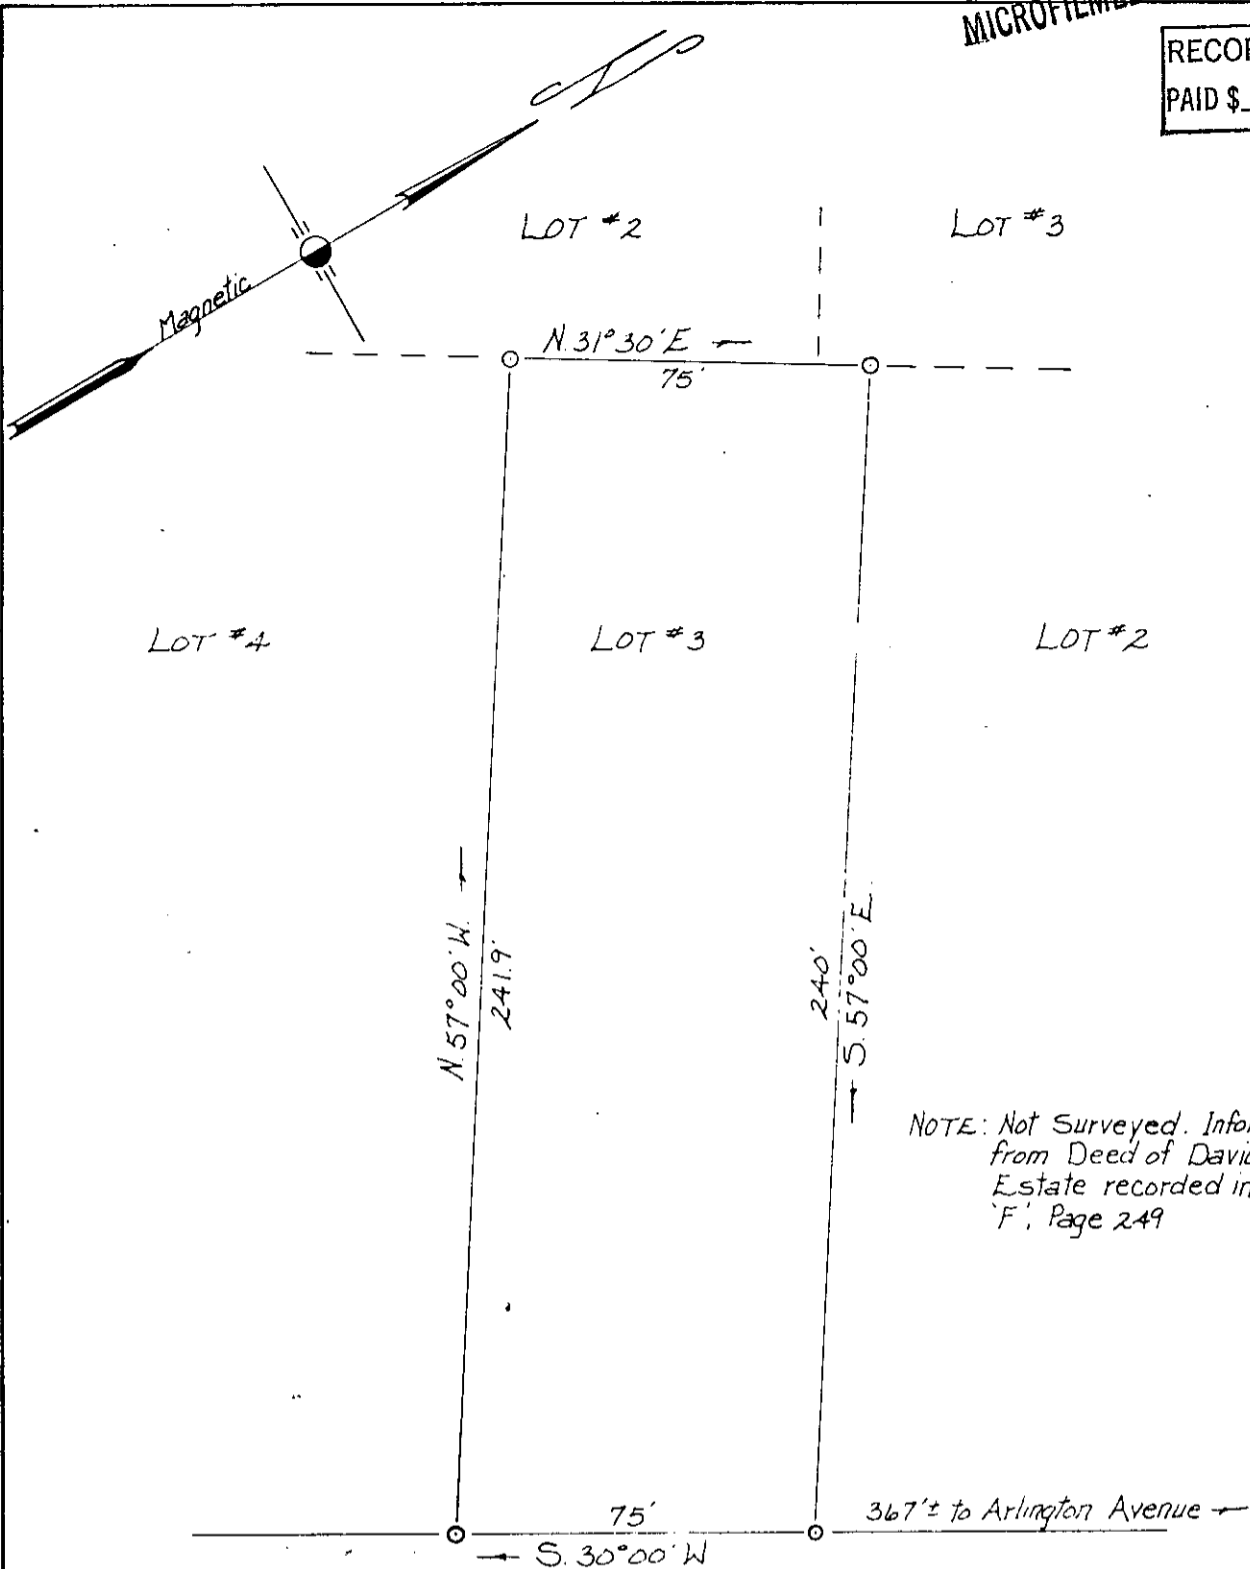 RECOR
PAID $
LOT #2
LOT #3
Magnetic
N. 31°30' E
75'
LOT #4
LOT #3
LOT #2
N. 57°00' W.
241.9'
240'
S. 57°00' E.
NOTE: Not Surveyed. Infor
from Deed of David
Estate recorded in
'F', Page 249
75'
367'± to Arlington Avenue
S. 30°00' W